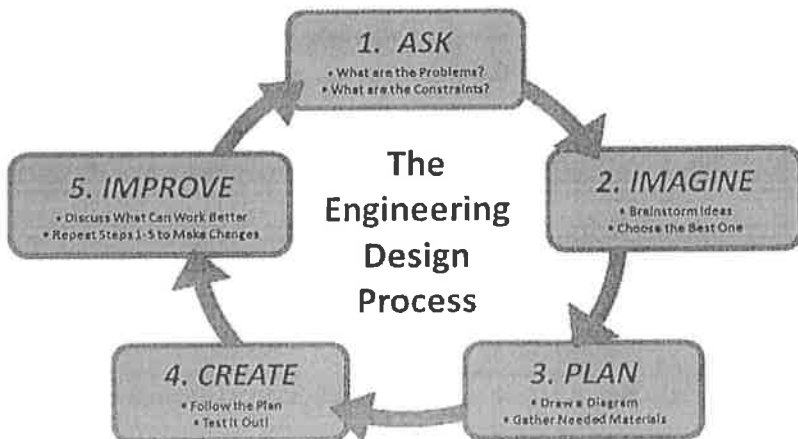 1. ASK
• What are the Problems?
• What are the Constraints?
2. IMAGINE
• Brainstorm Ideas
• Choose the Best One
3. PLAN
• Draw a Diagram
• Gather Needed Materials
4. CREATE
• Follow the Plan
• Test It Out!
5. IMPROVE
• Discuss What Can Work Better
• Repeat Steps 1-5 to Make Changes
The
Engineering
Design
Process